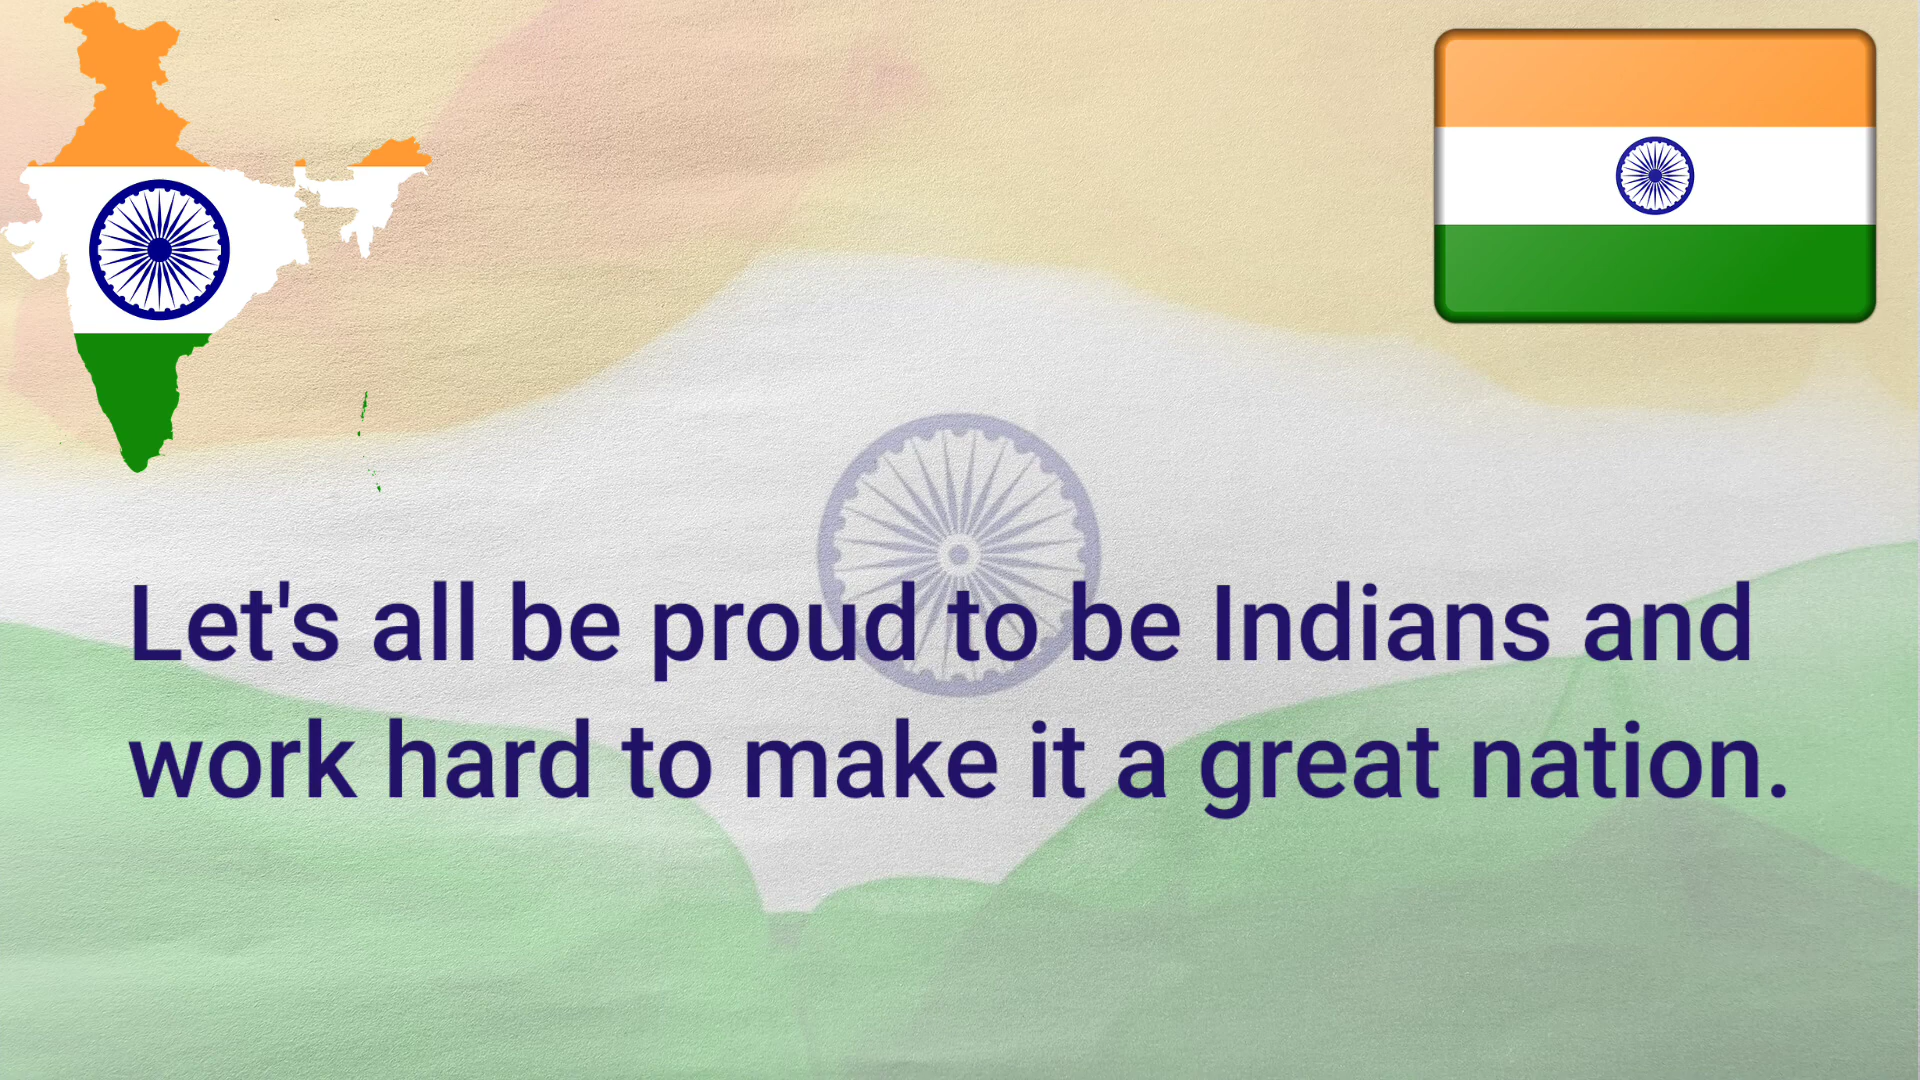 Let's all be proud to be Indians and
work hard to make it a great nation.